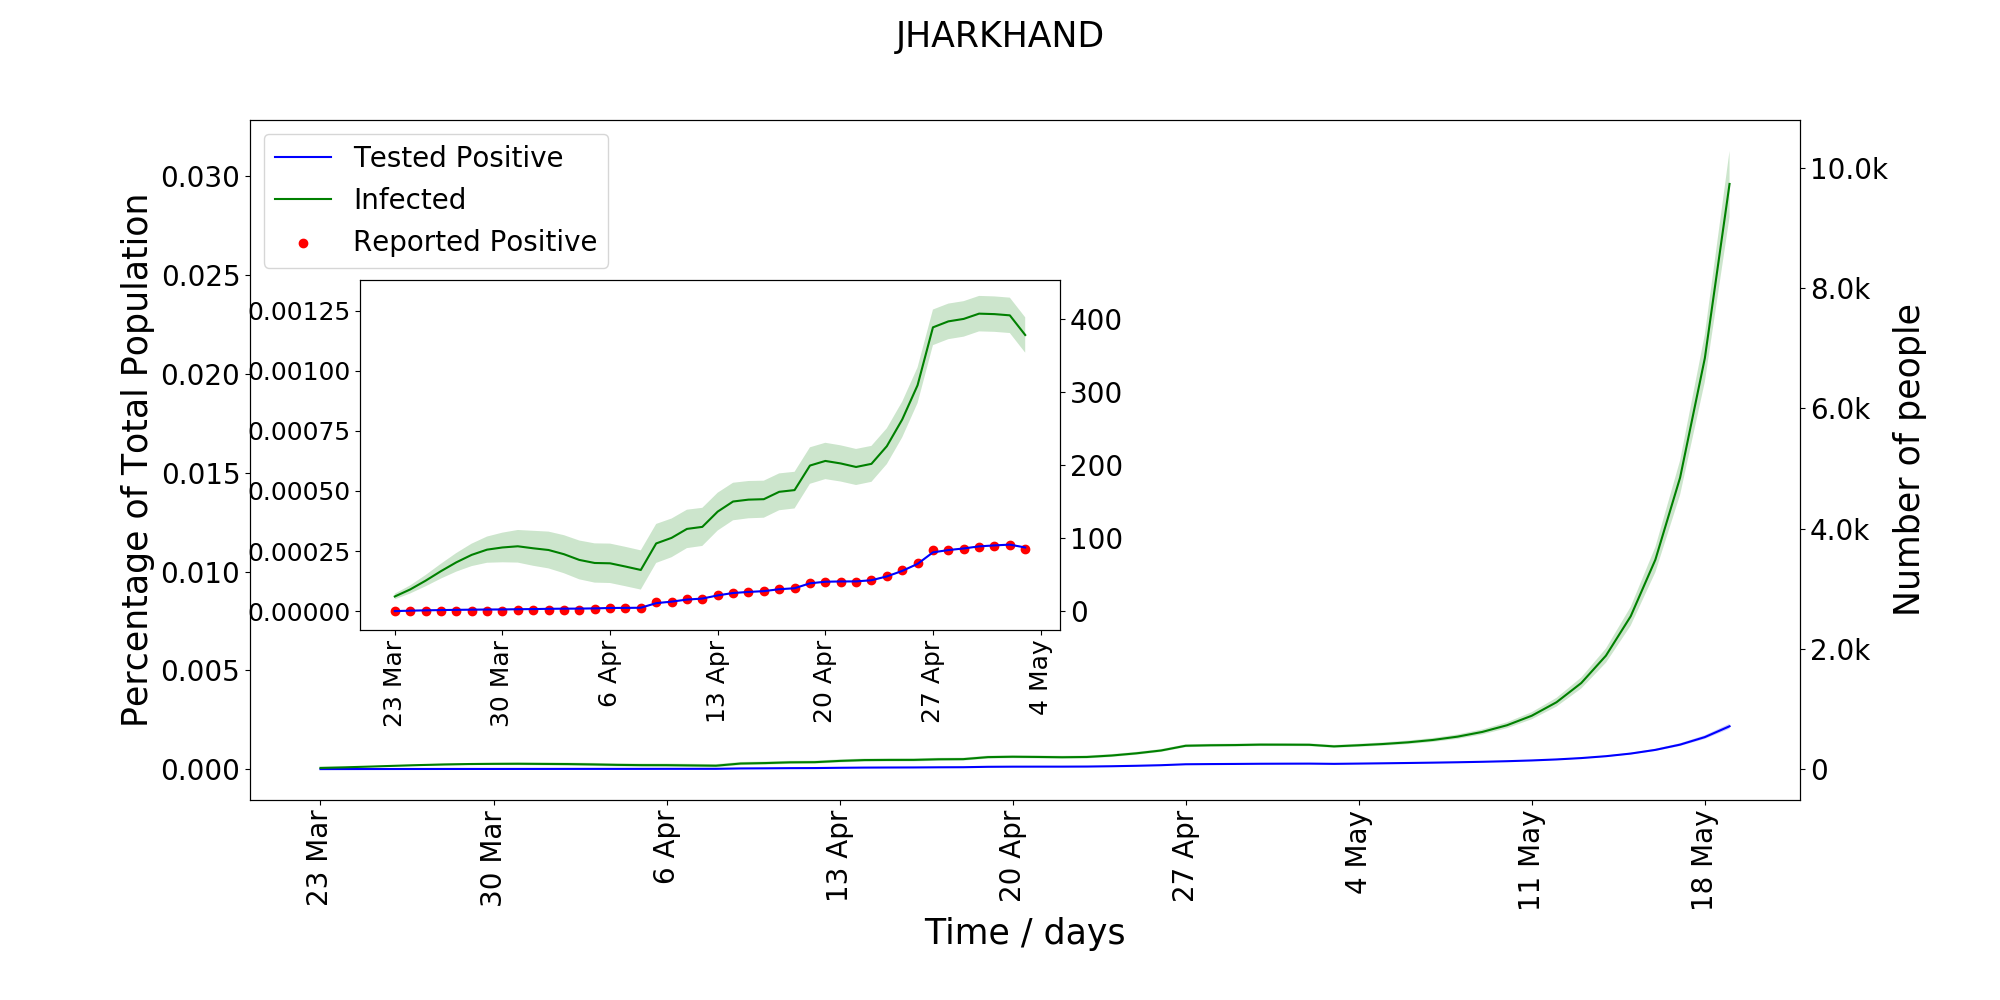 JHARKHAND
Tested Positive
Infected
Reported Positive
Percentage of Total Population
0.030
0.025
0.020
0.015
0.010
0.005
0.000
10.0k
8.0k
6.0k
4.0k
2.0k
0
Number of people
0.00125
0.00100
0.00075
0.00050
0.00025
0.00000
400
300
200
100
0
23 Mar
30 Mar
6 Apr
13 Apr
20 Apr
27 Apr
4 May
23 Mar
30 Mar
6 Apr
13 Apr
20 Apr
27 Apr
4 May
11 May
18 May
Time / days